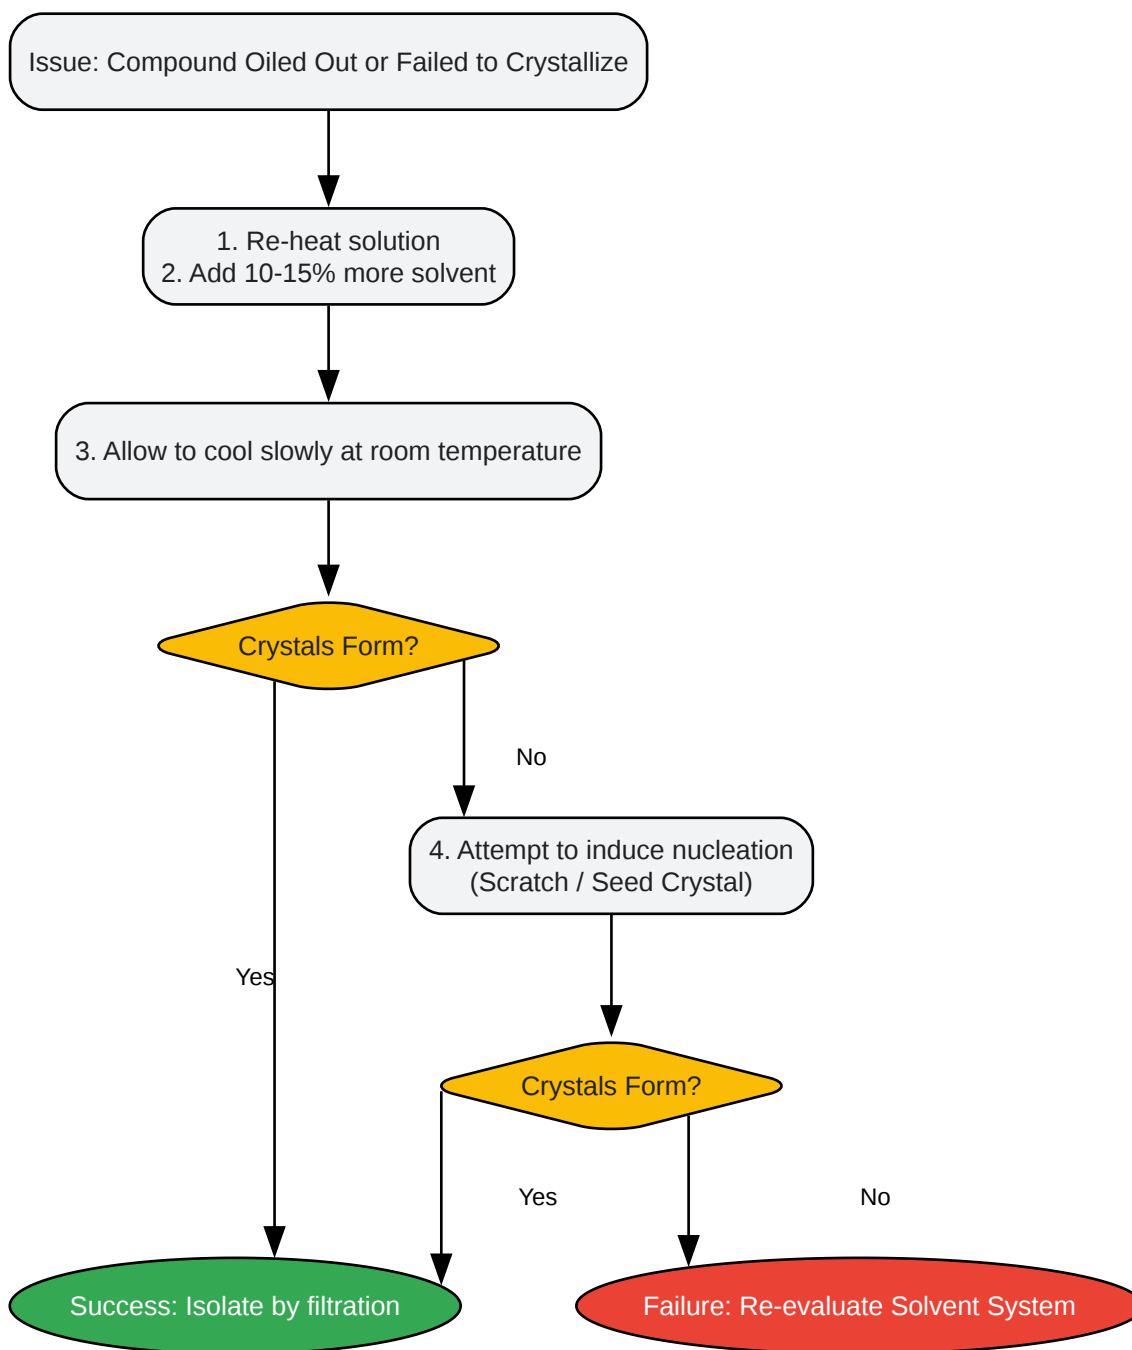 Issue: Compound Oiled Out or Failed to Crystallize
1. Re-heat solution
2. Add 10-15% more solvent
3. Allow to cool slowly at room temperature
Crystals Form?
No
4. Attempt to induce nucleation
(Scratch / Seed Crystal)
Yes
Crystals Form?
Yes
No
Success: Isolate by filtration
Failure: Re-evaluate Solvent System